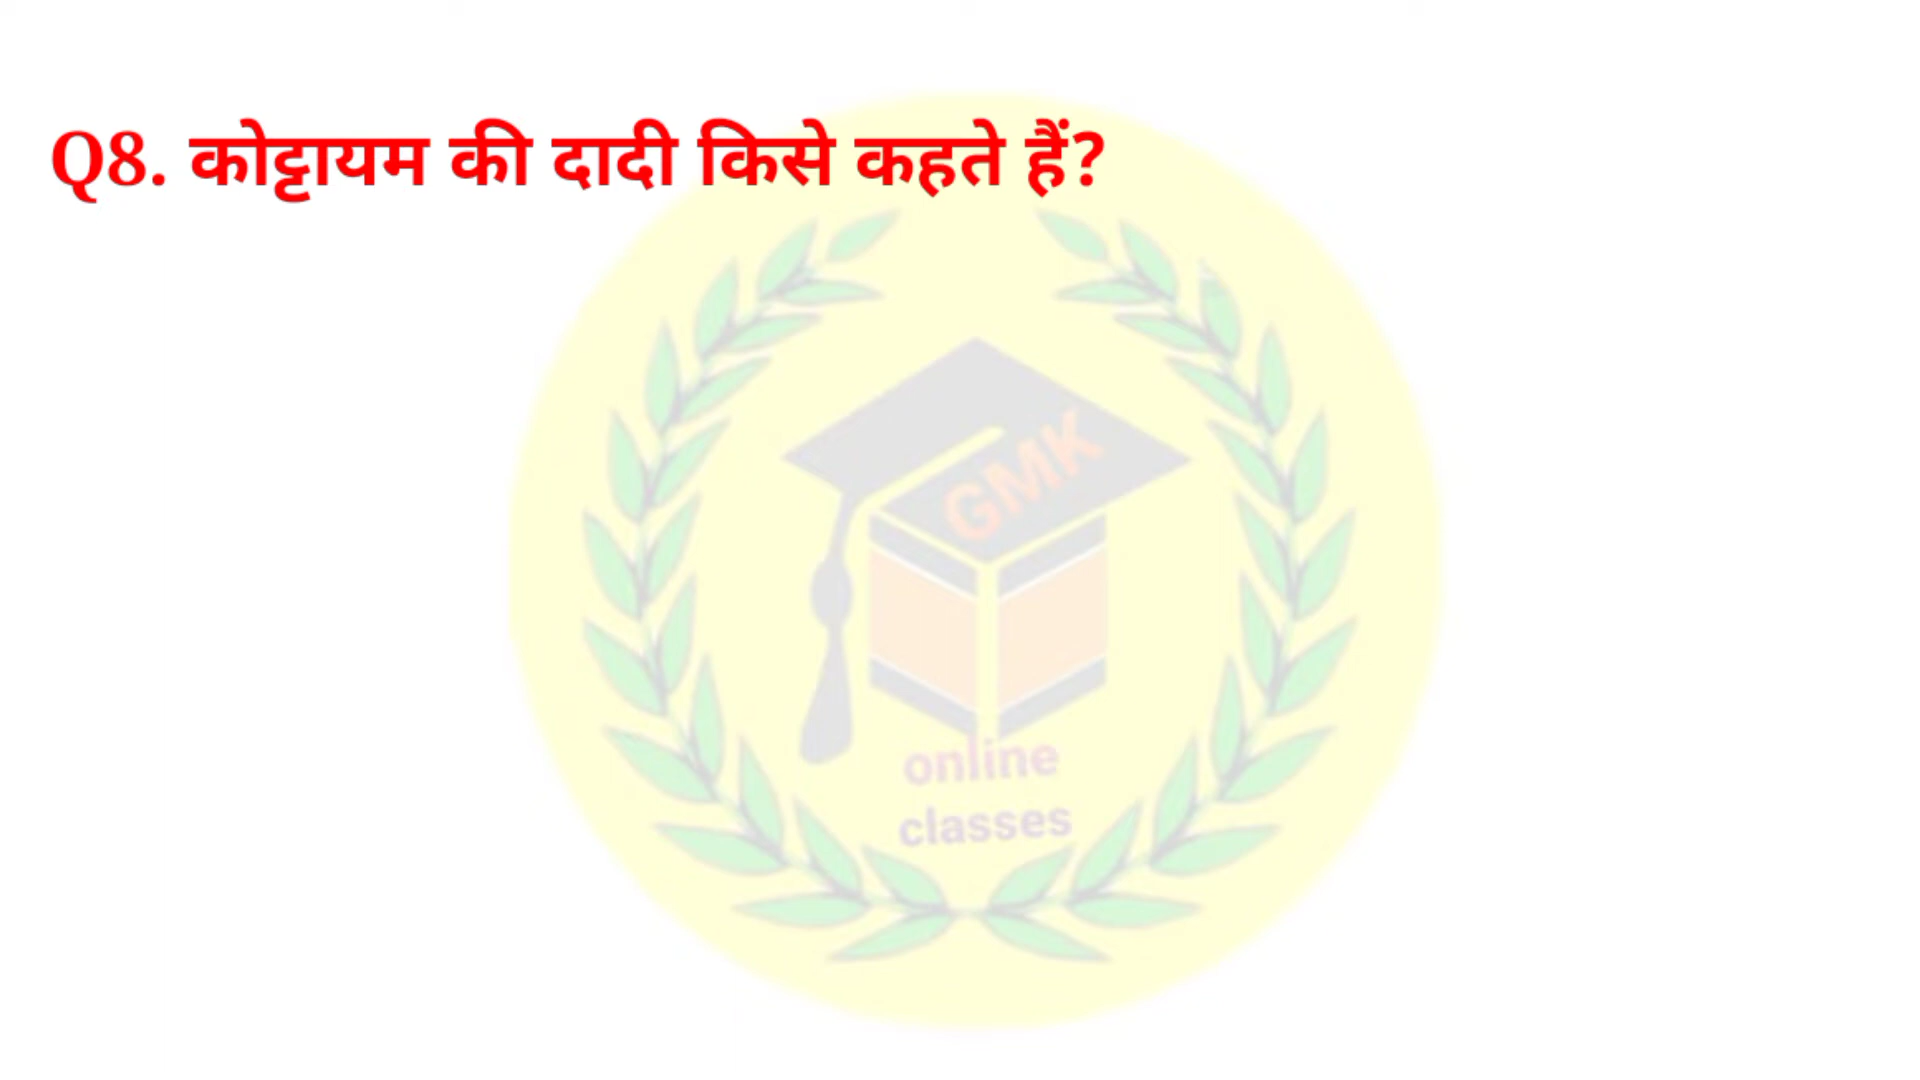 Q8. कोट्टायम की दादी किसे कहते हैं?
GMK
online
classes